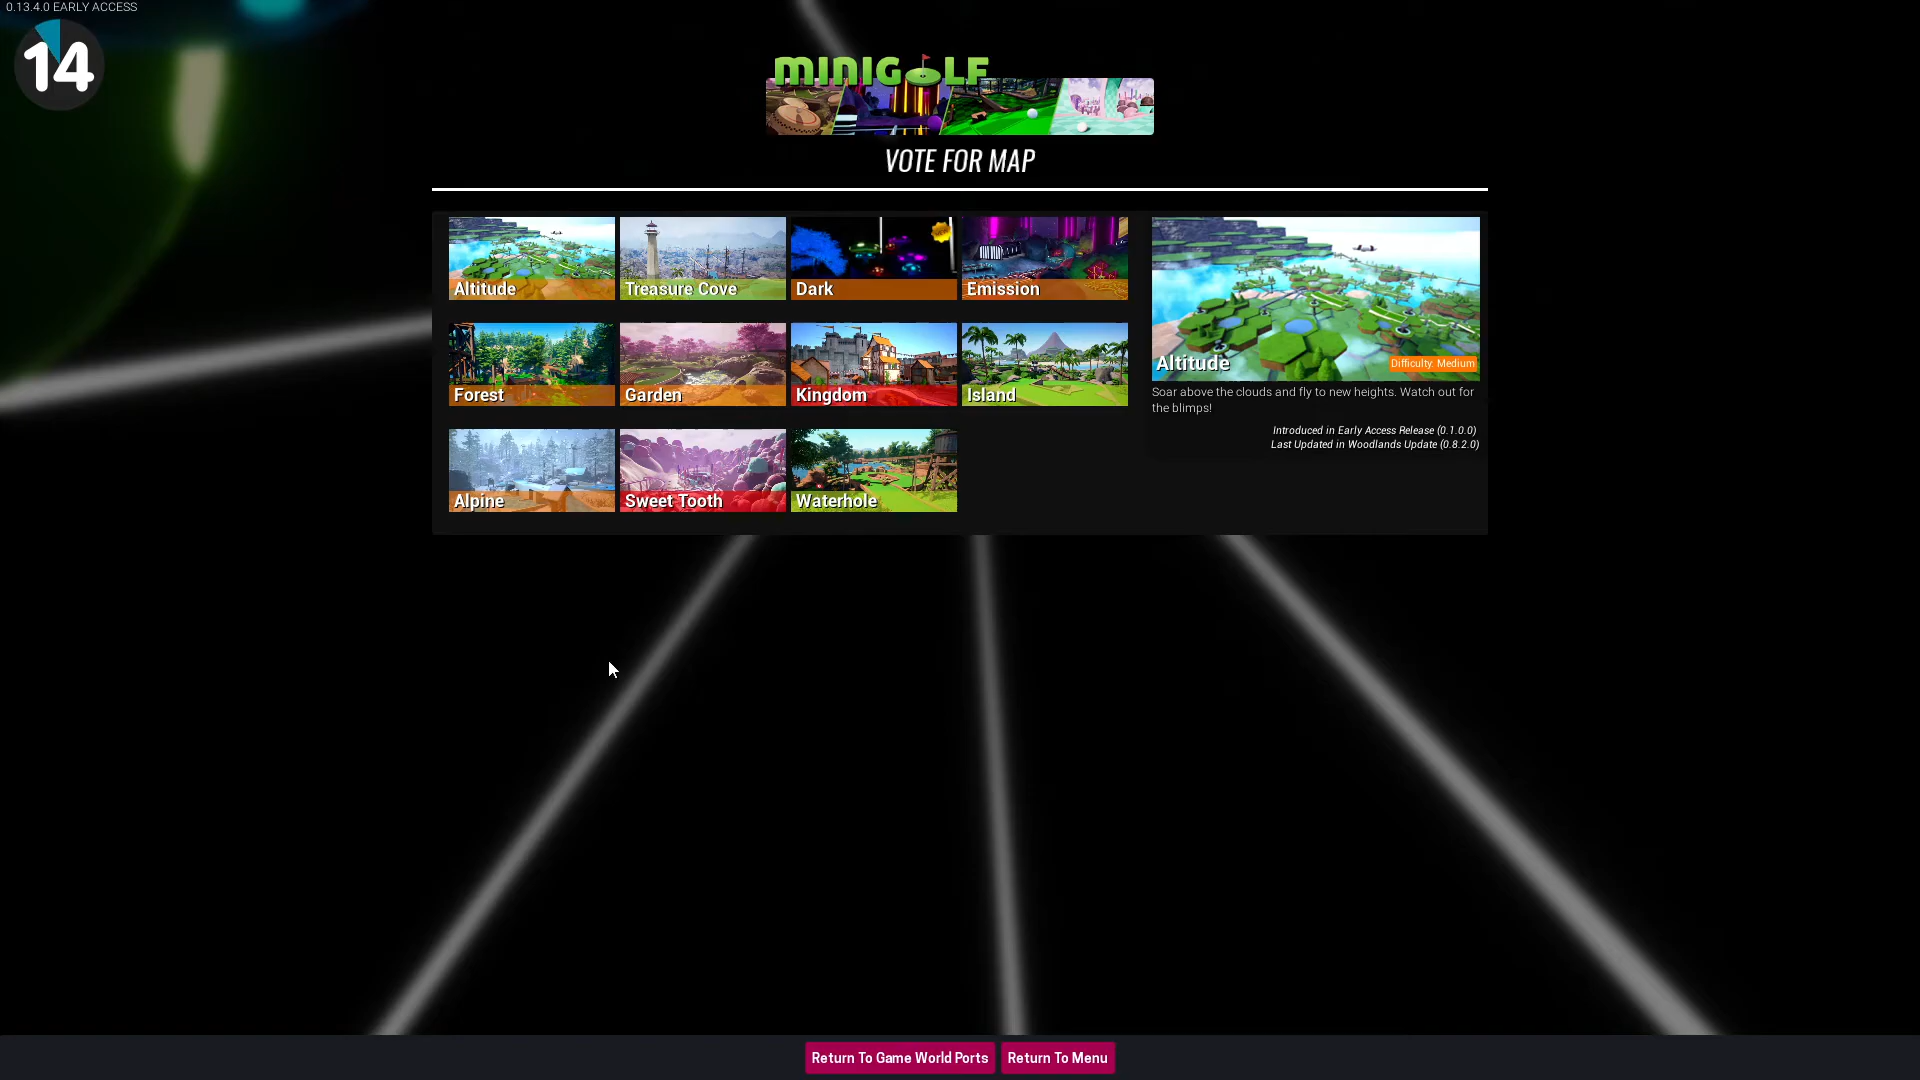 0.13.4.0 EARLY ACCESS
14
MINIGOLF
VOTE FOR MAP
Altitude
Treasure Cove
Dark
Emission
Forest
Garden
Kingdom
Island
Alpine
Sweet Tooth
Waterhole
Altitude
Difficulty: Medium
Soar above the clouds and fly to new heights. Watch out for
the blimps!
Introduced in Early Access Release (0.1.0.0)
Last Updated in Woodlands Update (0.8.2.0)
Return To Game World Ports
Return To Menu